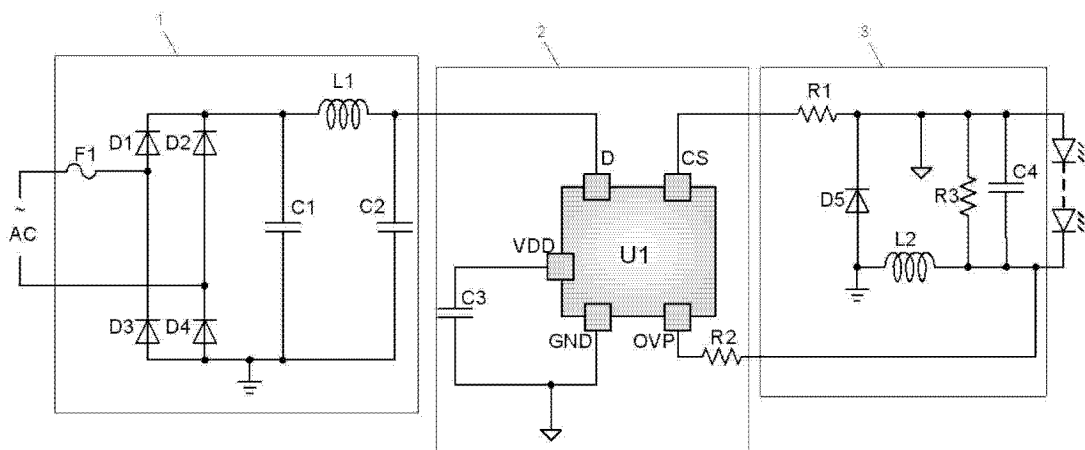 1
2
3
L1
R1
D1
D2
F1
D
CS
~
AC
C1
C2
VDD
U1
D5
R3
C4
L2
C3
D3
D4
GND
OVP
R2